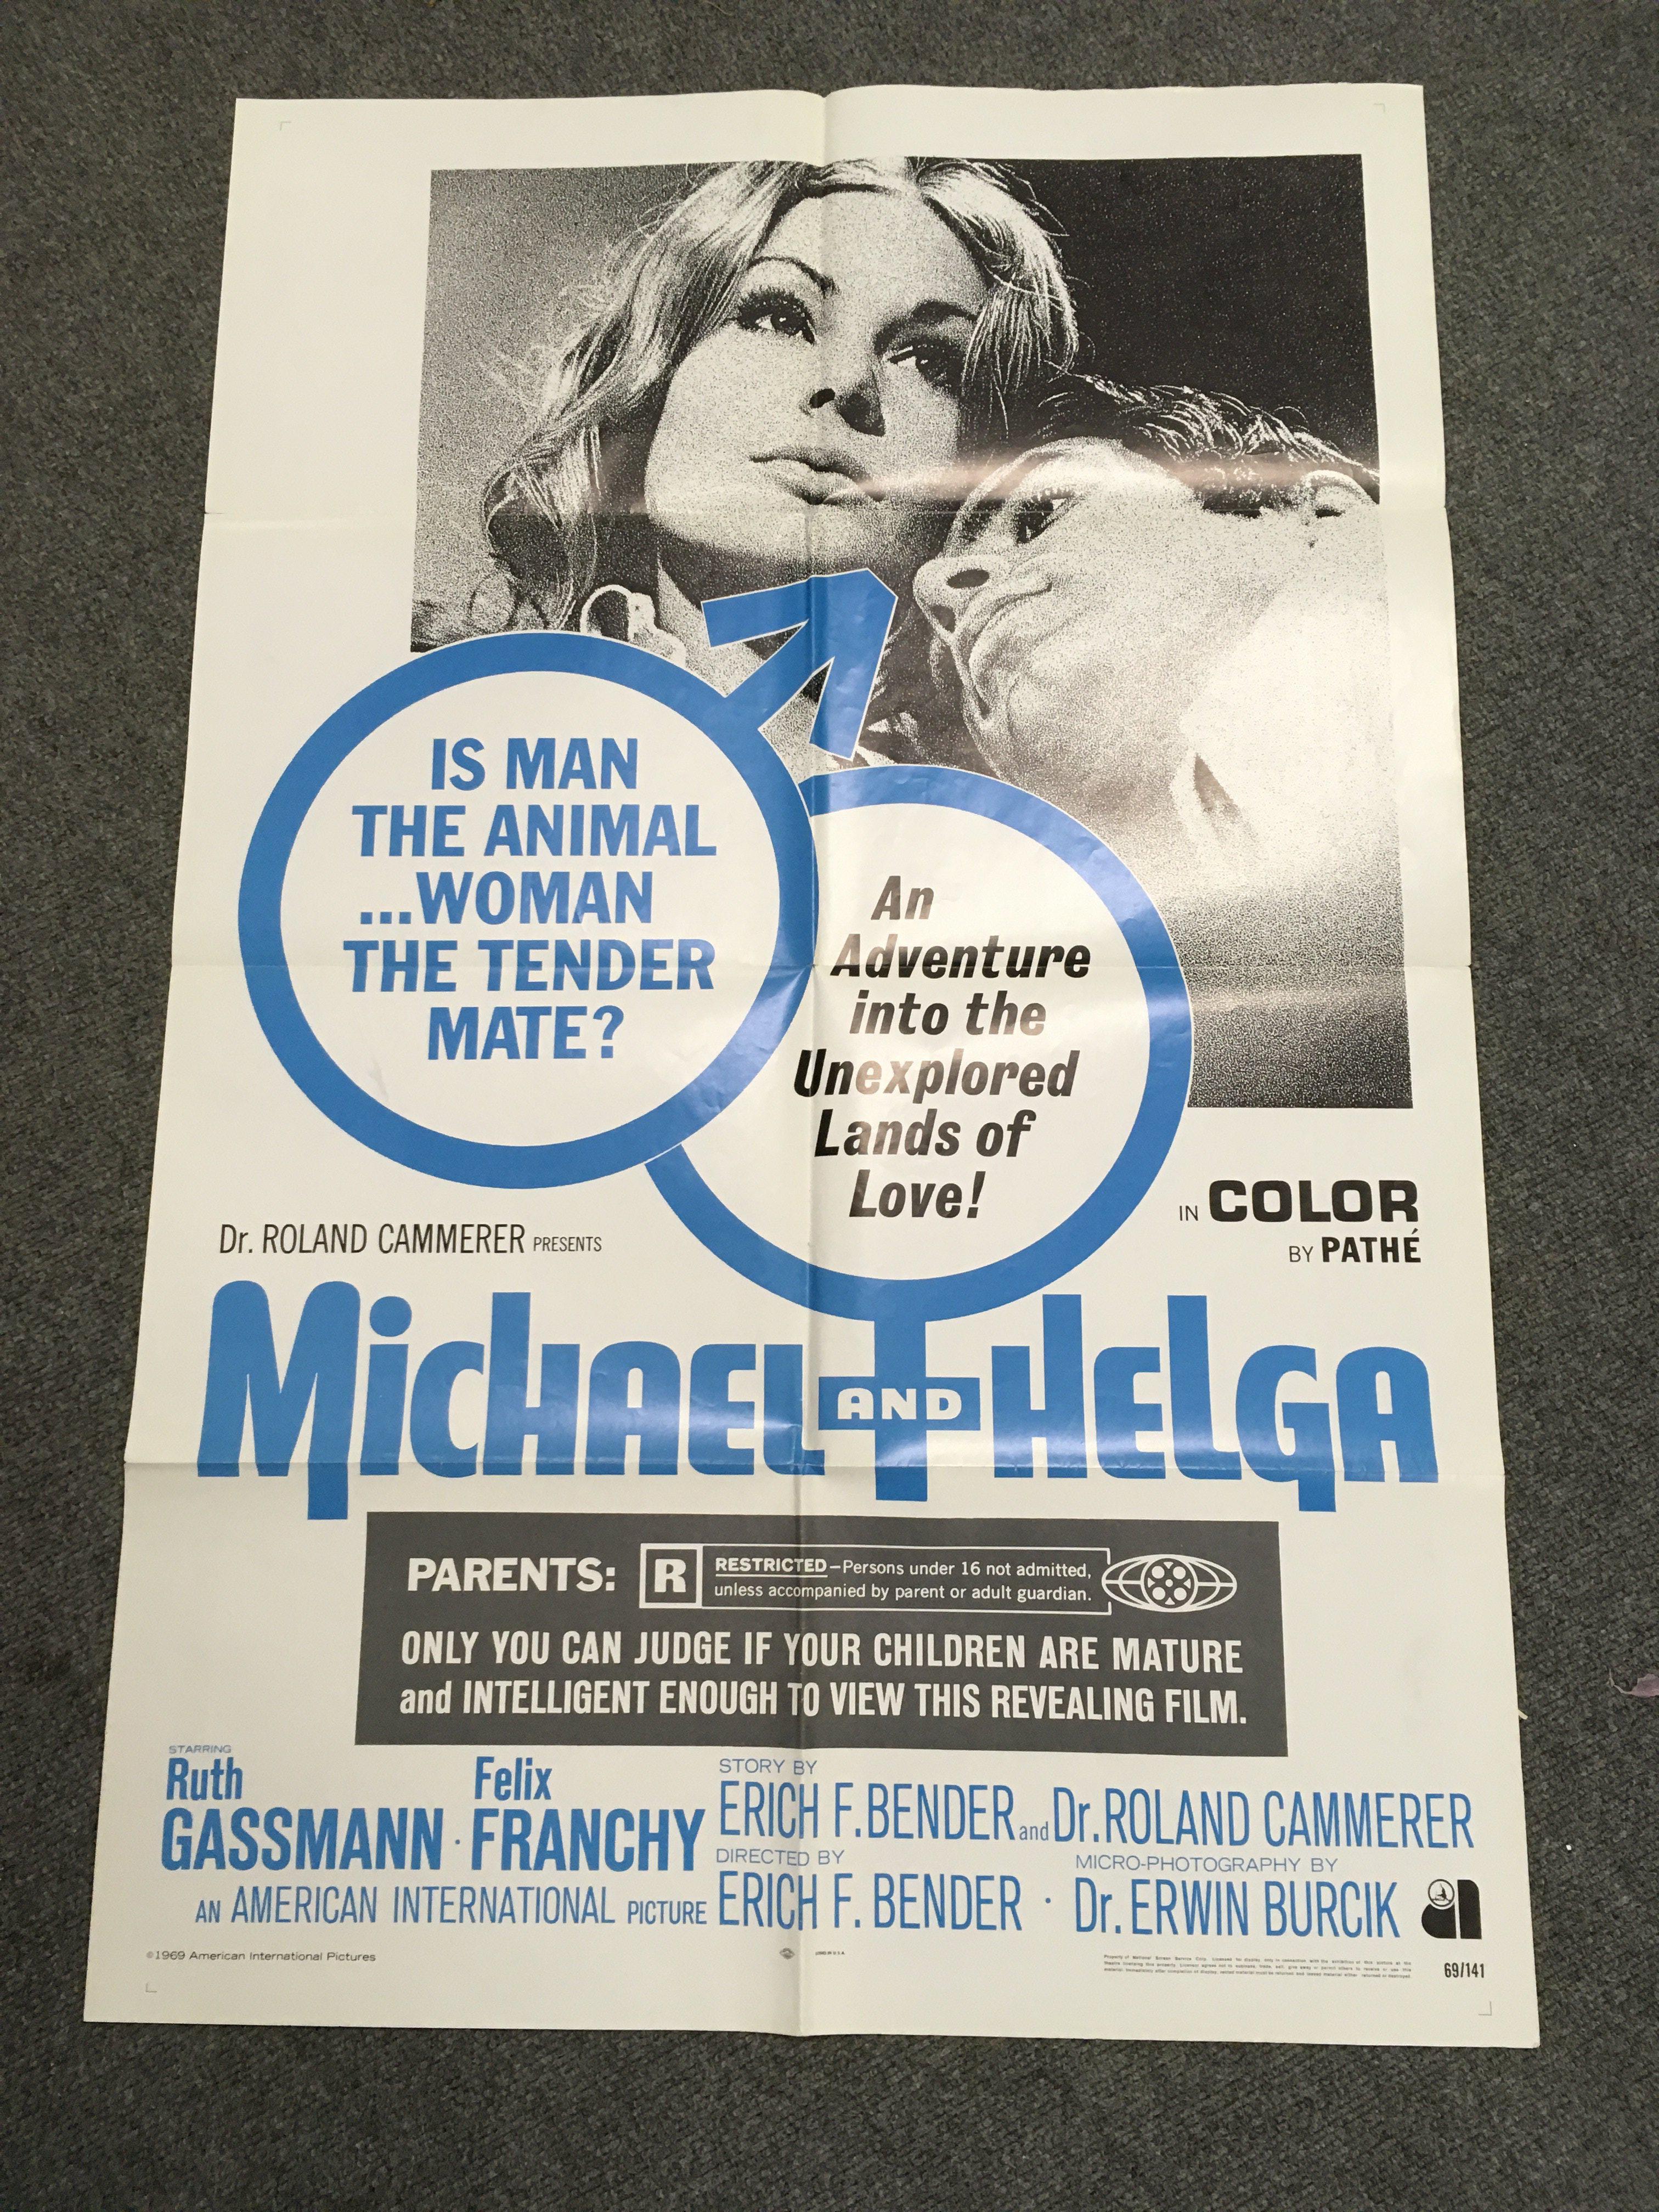 IS MAN
THE ANIMAL
...WOMAN
THE TENDER
MATE?
An
Adventure
into the
Unexplored
Lands of
Love!
IN COLOR
BY PATHÉ
Dr. ROLAND CAMMERER PRESENTS
MicHAEL AND HELGA
PARENTS: R RESTRICTED—Persons under 16 not admitted,
unless accompanied by parent or adult guardian.
ONLY YOU CAN JUDGE IF YOUR CHILDREN ARE MATURE
and INTELLIGENT ENOUGH TO VIEW THIS REVEALING FILM.
STARRING
Ruth
GASSMANN · Felix
FRANCHY
STORY BY
ERICH F. BENDER and Dr. ROLAND CAMMERER
DIRECTED BY
ERICH F. BENDER · MICRO-PHOTOGRAPHY BY
Dr. ERWIN BURCIK
AN AMERICAN INTERNATIONAL PICTURE
©1969 American International Pictures
69/141